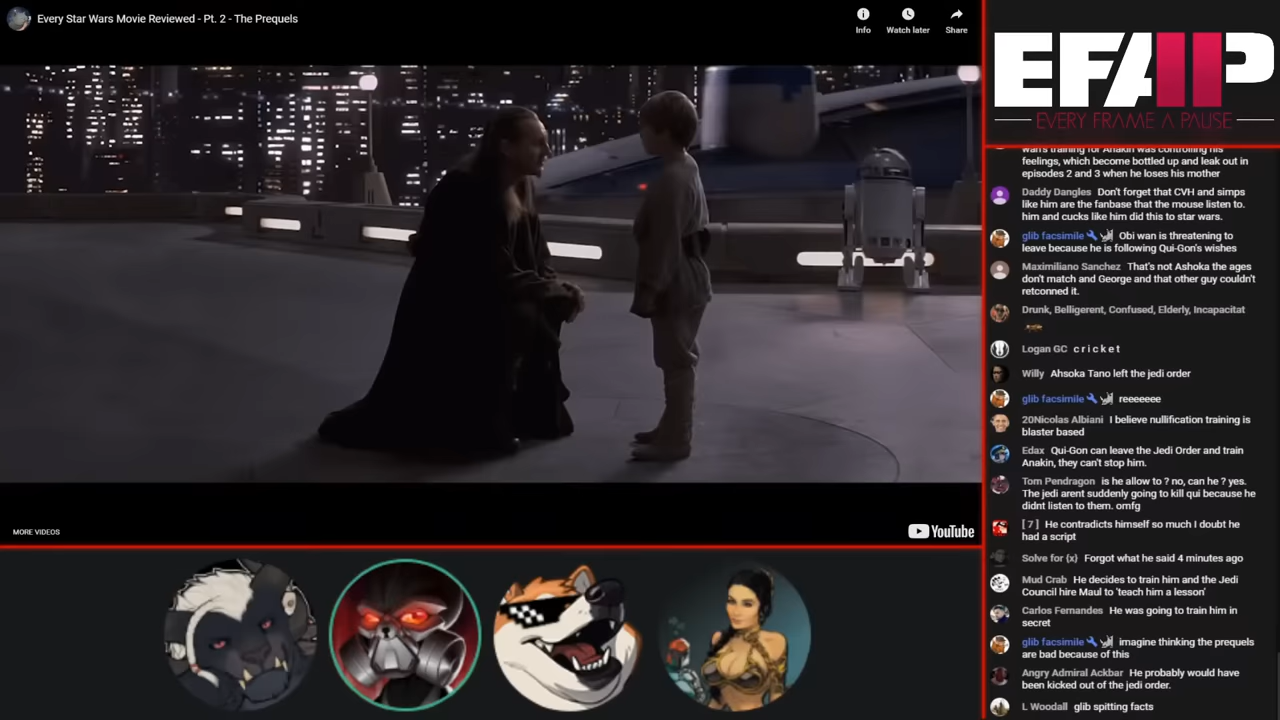 Every Star Wars Movie Reviewed - Pt. 2 - The Prequels
Info
Watch later
Share
MORE VIDEOS
YouTube
EFAP
EVERY FRAME A PAUSE
wan's training for Anakin was controlling his
feelings, which become bottled up and leak out in
episodes 2 and 3 when he loses his mother
Daddy Dangles Don't forget that CVH and simps
like him are the fanbase that the mouse listen to.
him and cucks like him did this to star wars.
glib facsimile Obi wan is threatening to
leave because he is following Qui-Gon's wishes
Maximiliano Sanchez That's not Ashoka the ages
don't match and George and that other guy couldn't
retconned it.
Drunk, Belligerent, Confused, Elderly, Incapacitat
Logan GC c r i c k e t
Willy Ahsoka Tano left the jedi order
glib facsimile reeeeeee
20Nicolas Albiani I believe nullification training is
blaster based
Edax Qui-Gon can leave the Jedi Order and train
Anakin, they can't stop him.
Tom Pendragon is he allow to ? no, can he ? yes.
The jedi arent suddenly going to kill qui because he
didnt listen to them. omfg
[ 7 ] He contradicts himself so much I doubt he
had a script
Solve for {x} Forgot what he said 4 minutes ago
Mud Crab He decides to train him and the Jedi
Council hire Maul to 'teach him a lesson'
Carlos Fernandes He was going to train him in
secret
glib facsimile imagine thinking the prequels
are bad because of this
Angry Admiral Ackbar He probably would have
been kicked out of the jedi order.
L Woodall glib spitting facts